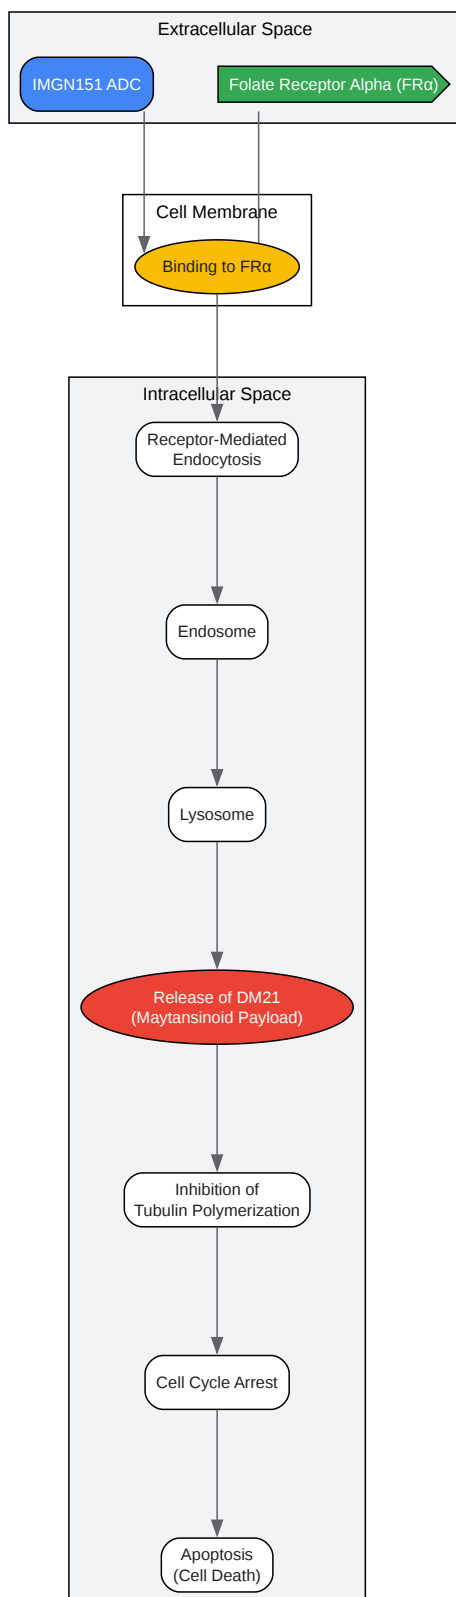 Extracellular Space
IMGN151 ADC
Folate Receptor Alpha (FRα)
Cell Membrane
Binding to FRα
Intracellular Space
Receptor-Mediated
Endocytosis
Endosome
Lysosome
Release of DM21
(Maytansinoid Payload)
Inhibition of
Tubulin Polymerization
Cell Cycle Arrest
Apoptosis
(Cell Death)